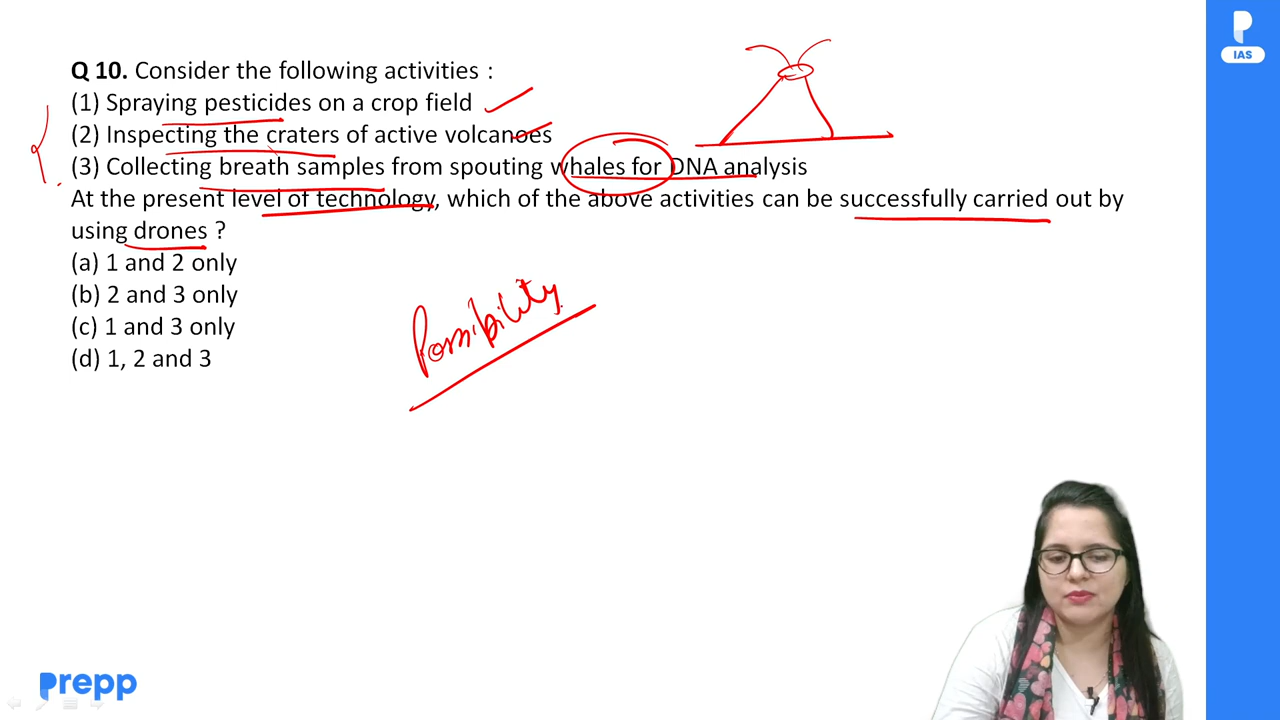 IAS
Q 10. Consider the following activities :
(1) Spraying pesticides on a crop field
(2) Inspecting the craters of active volcanoes
(3) Collecting breath samples from spouting whales for DNA analysis
At the present level of technology, which of the above activities can be successfully carried out by
using drones ?
(a) 1 and 2 only
(b) 2 and 3 only
(c) 1 and 3 only
(d) 1, 2 and 3
Possibility
Prepp